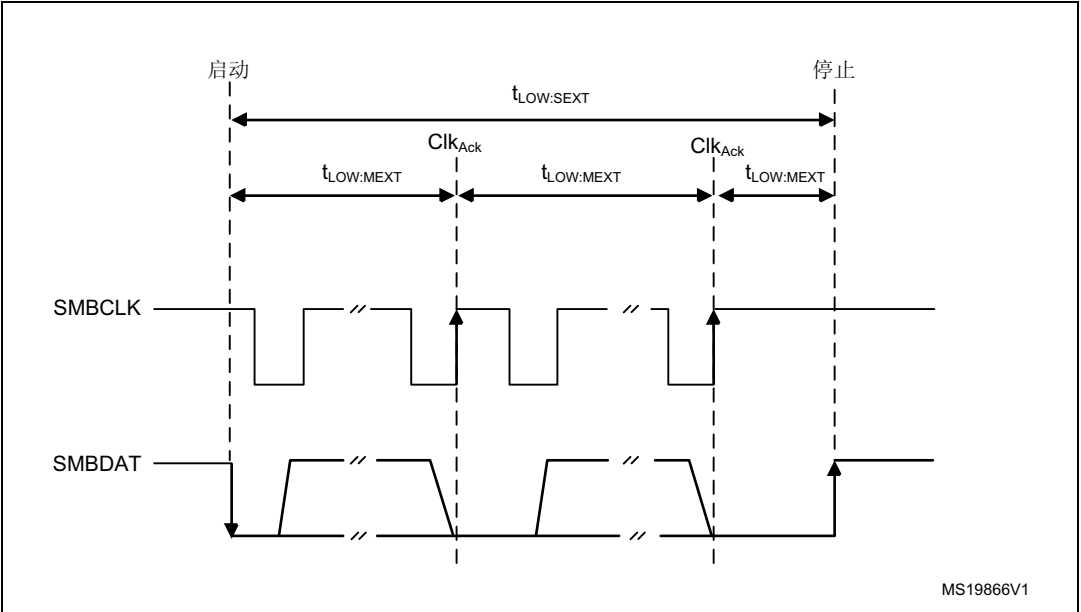 启动
停止
tLOW:SEXT
ClkAck
ClkAck
tLOW:MEXT
tLOW:MEXT
tLOW:MEXT
SMBCLK
SMBDAT
MS19866V1